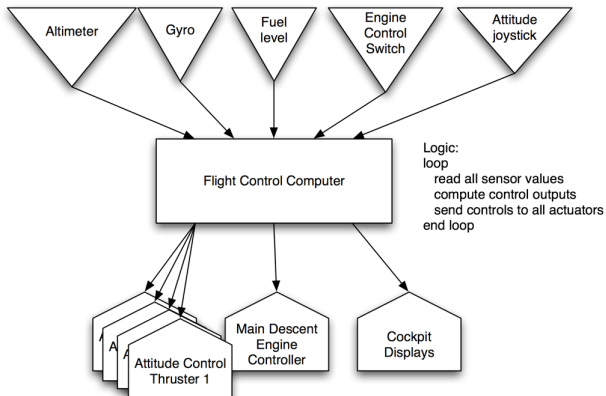 Altimeter
Gyro
Fuel
level
Engine
Control
Switch
Attitude
joystick
Flight Control Computer
Logic:
loop
read all sensor values
compute control outputs
send controls to all actuators
end loop
Attitude Control
Thruster 1
Main Descent
Engine
Controller
Cockpit
Displays